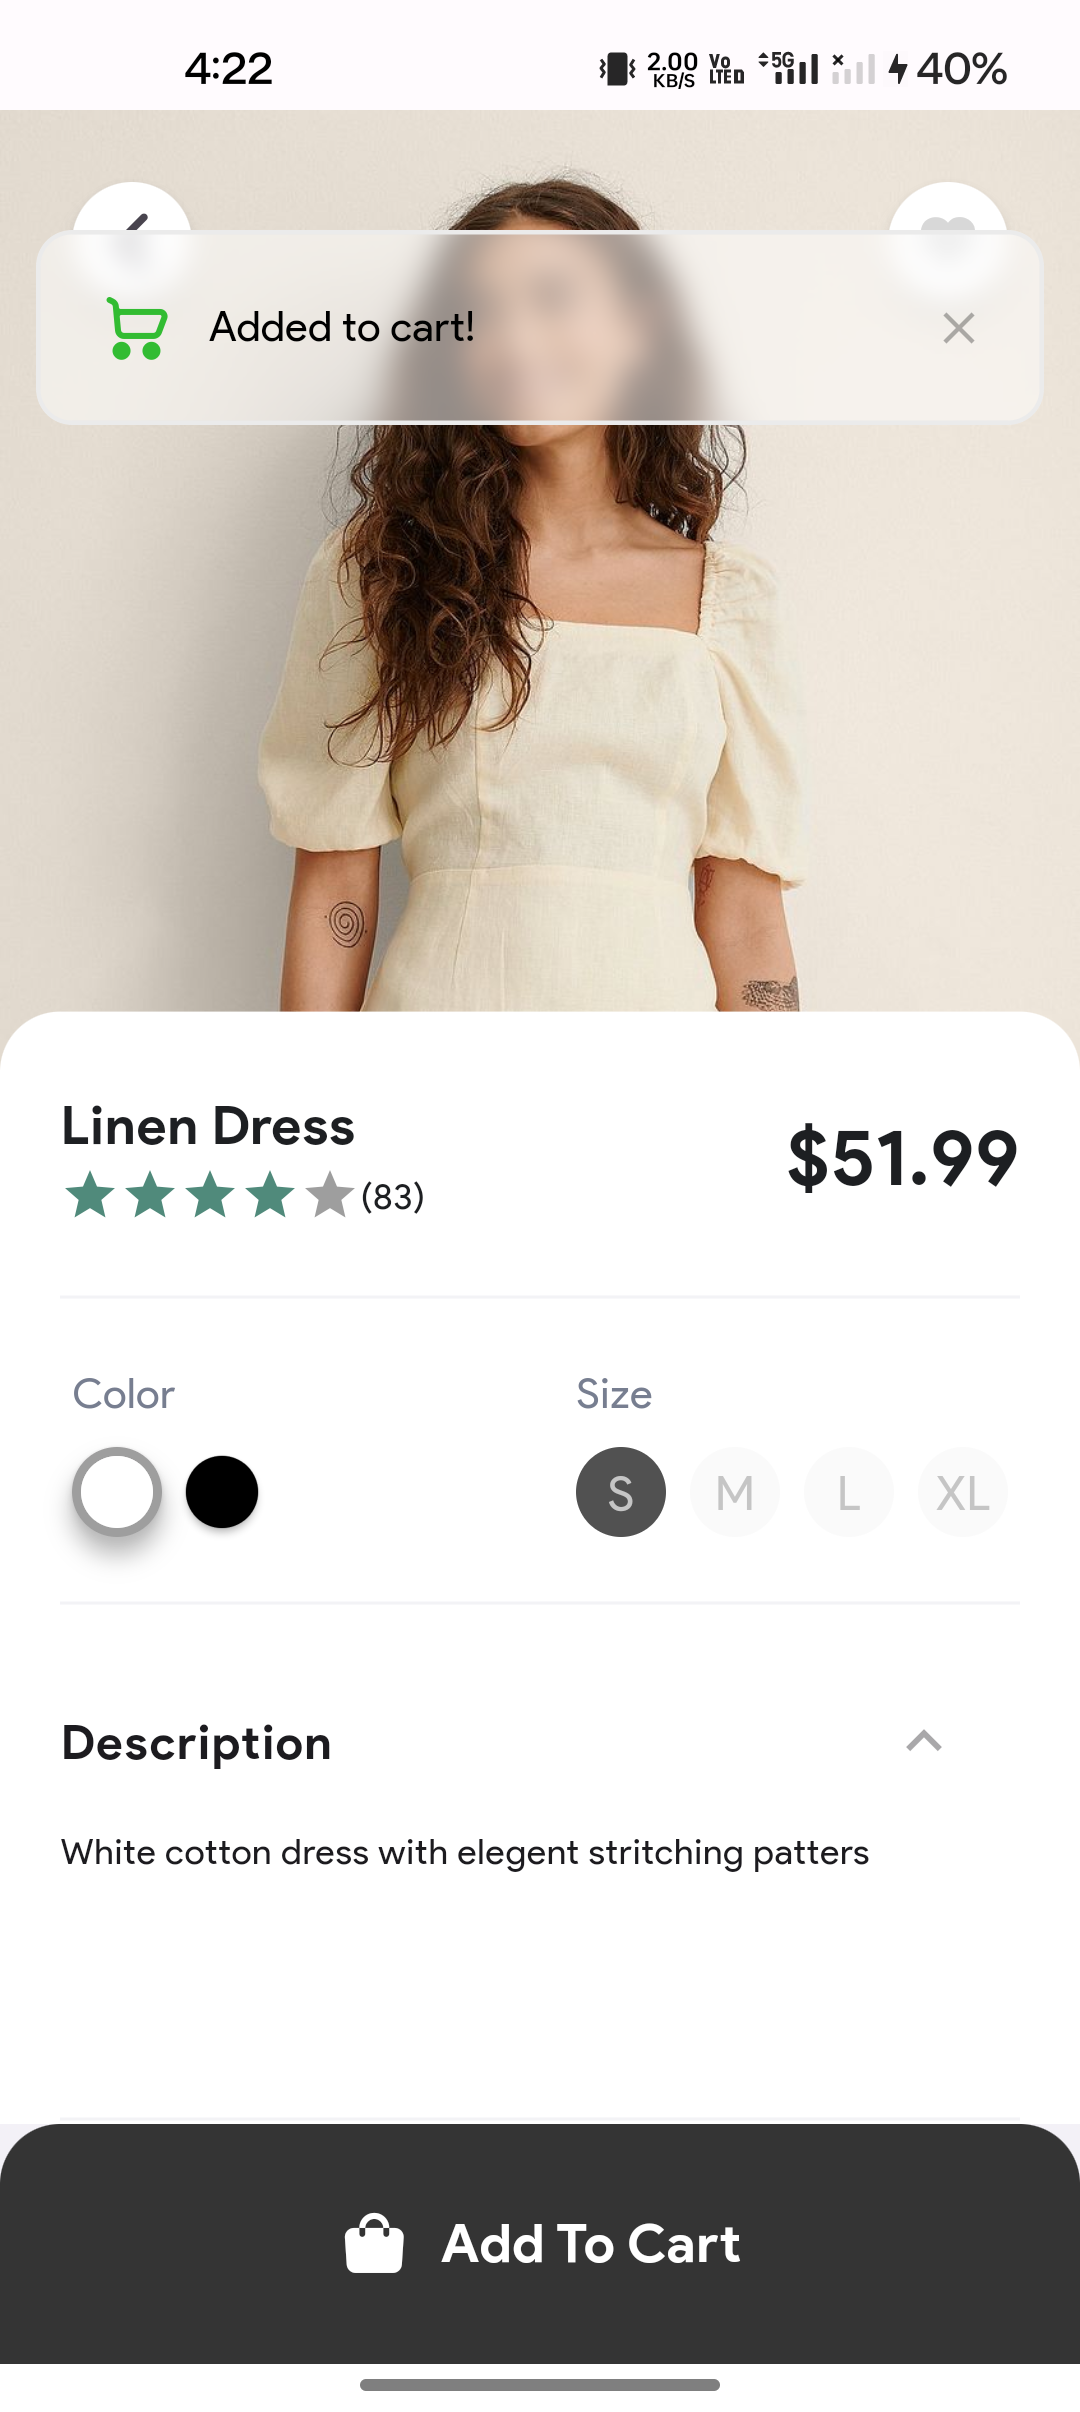 4:22
2.00 KB/S
Vo LTE D
5G
40%
Added to cart!
Linen Dress
$51.99
(83)
Color
Size
S M L XL
Description
White cotton dress with elegent stritching patters
Add To Cart